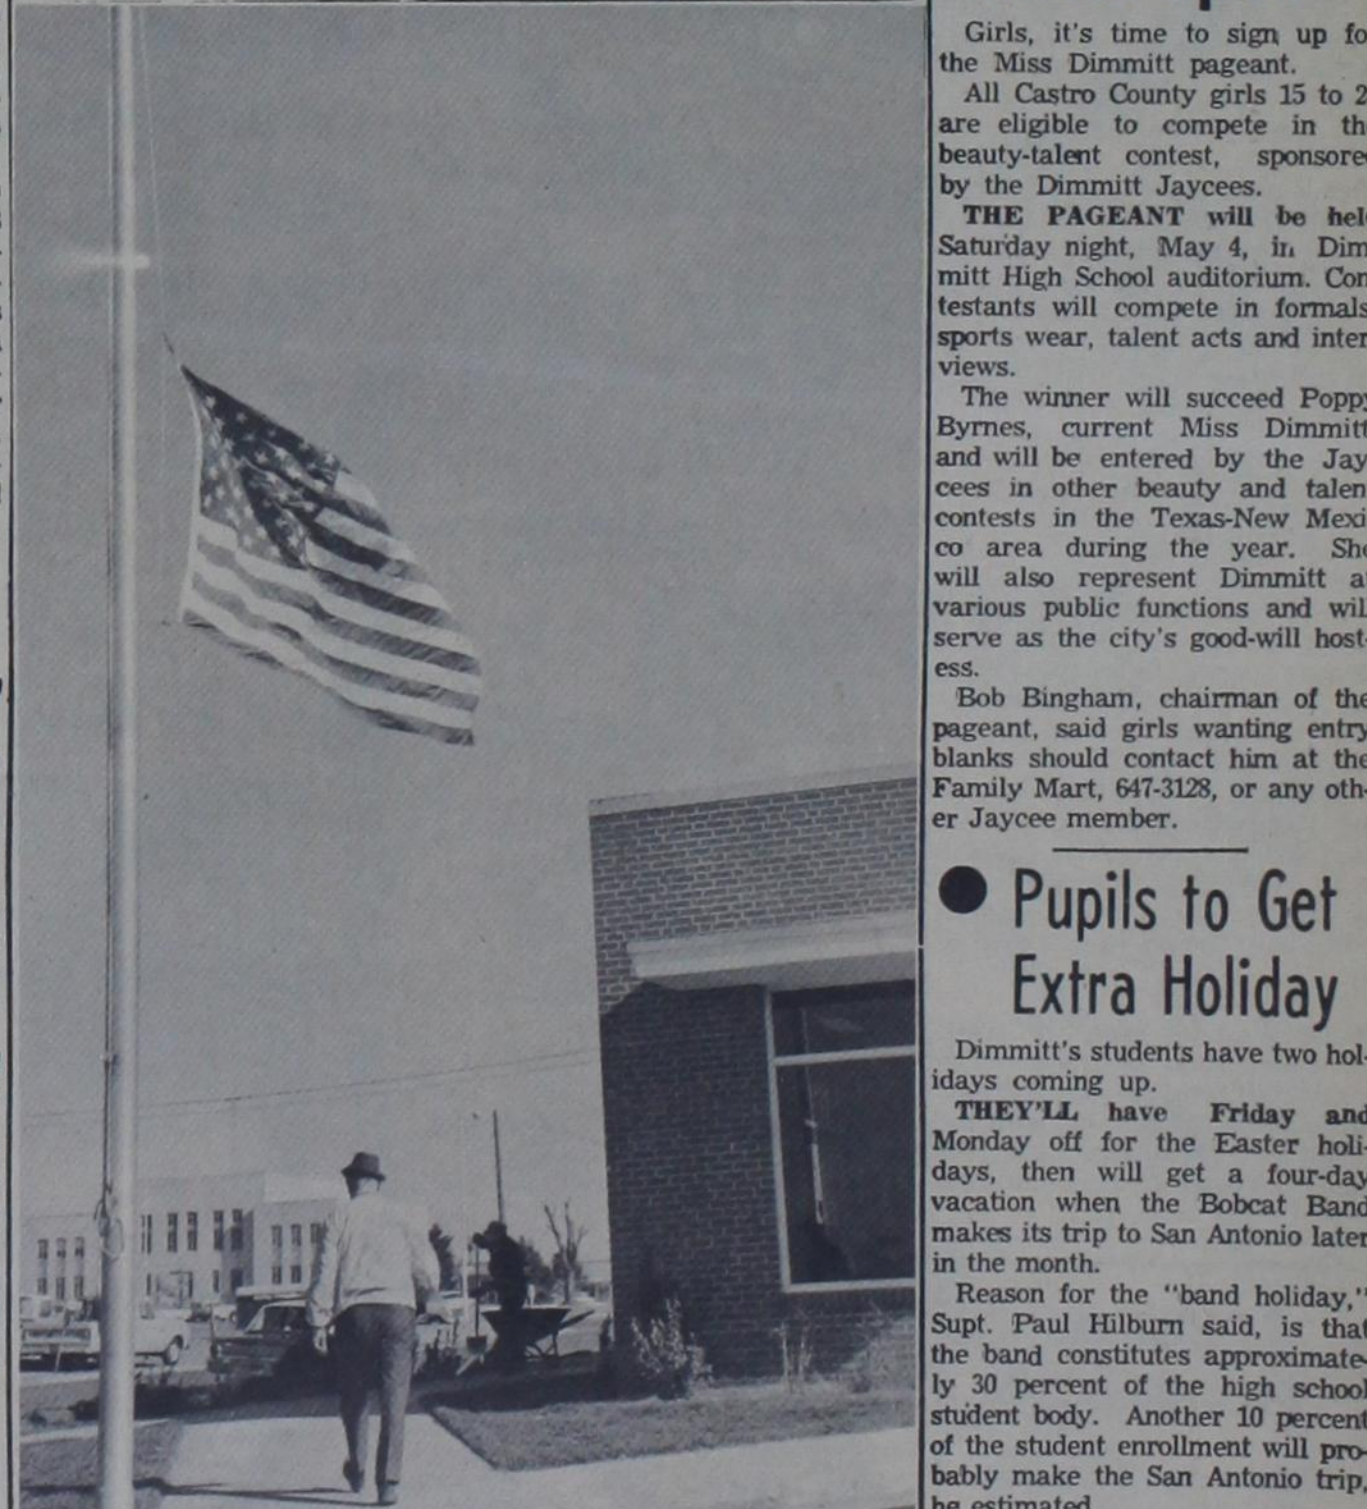 Girls, it's time to sign up fo
the Miss Dimmitt pageant.
All Castro County girls 15 to 2
are eligible to compete in th
beauty-talent contest, sponsore
by the Dimmitt Jaycees.
THE PAGEANT will be hel
Saturday night, May 4, in Dim
mitt High School auditorium. Con
testants will compete in formals
sports wear, talent acts and inter
views.
The winner will succeed Poppy
Byrnes, current Miss Dimmitt
and will be entered by the Jay
cees in other beauty and talen
contests in the Texas-New Mexi
co area during the year. She
will also represent Dimmitt at
various public functions and will
serve as the city's good-will host-
ess.
Bob Bingham, chairman of the
pageant, said girls wanting entry
blanks should contact him at the
Family Mart, 647-3128, or any oth-
er Jaycee member.
● Pupils to Get
Extra Holiday
Dimmitt's students have two hol-
idays coming up.
THEY'LL have Friday and
Monday off for the Easter holi-
days, then will get a four-day
vacation when the Bobcat Band
makes its trip to San Antonio later
in the month.
Reason for the "band holiday,"
Supt. Paul Hilburn said, is that
the band constitutes approximate-
ly 30 percent of the high school
student body. Another 10 percent
of the student enrollment will pro-
bably make the San Antonio trip,
he estimated.